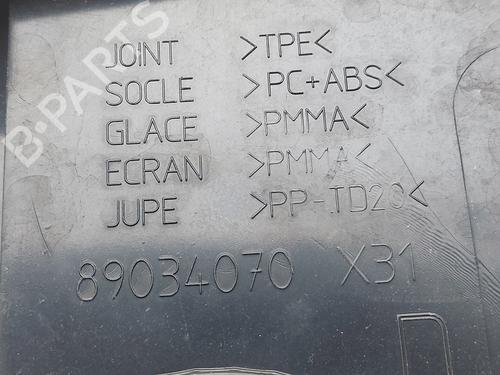 JOINT >TPE<
SOCLE >PC+ABS<
GLACE >PMMA<
ECRAN >PMMA<
JUPE >PP-TD20<
89034070 X31
D
B-PARTS